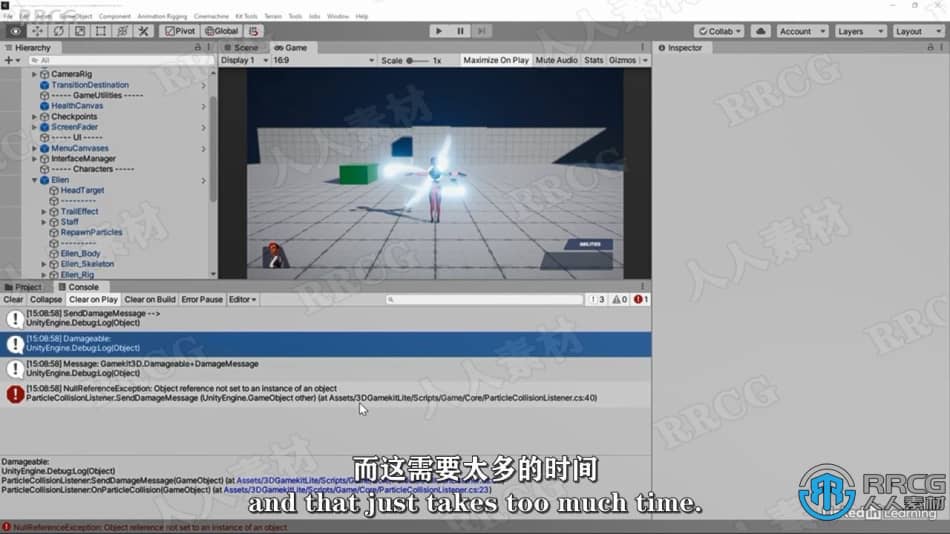 File Edit Assets GameObject Component Animation Rigging Cinemachine Kit Tools Terrain Tools Jobs Window Help
Pivot Global Collab Account Layers Layout
Hierarchy
All
CameraRig
TransitionDestination
----- GameUtilities -----
HealthCanvas
Checkpoints
ScreenFader
----- UI -----
MenuCanvases
InterfaceManager
----- Characters -----
Ellen
HeadTarget
---------
TrailEffect
Staff
RepawnParticles
---------
Ellen_Body
Ellen_Skeleton
Ellen_Rig
Scene Game
Display 1 16:9 Scale 1x Maximize On Play Mute Audio Stats Gizmos
ABILITIES
Inspector
Project Console
Clear Collapse Clear on Play Clear on Build Error Pause Editor 3 0 1
[15:08:58] SendDamageMessage -->
UnityEngine.Debug:Log(Object)
[15:08:58] Damageable:
UnityEngine.Debug:Log(Object)
[15:08:58] Message: Gamekit3D.Damageable+DamageMessage
UnityEngine.Debug:Log(Object)
[15:08:58] NullReferenceException: Object reference not set to an instance of an object
ParticleCollisionListener.SendDamageMessage (UnityEngine.GameObject other) (at Assets/3DGamekitLite/Scripts/Game/Core/ParticleCollisionListener.cs:40)
Damageable:
UnityEngine.Debug:Log(Object)
ParticleCollisionListener:SendDamageMessage(GameObject) (at Assets/3DGamekitLite/Scripts/
ParticleCollisionListener:OnParticleCollision(GameObject) (at Assets/3DGamekitLite/Scripts/Game/Core/ParticleCollisionListener.cs:23)
而这需要太多的时间
and that just takes too much time.
NullReferenceException: Object reference not set to an instance of an object
RRCG
人人素材
Linked in Learning